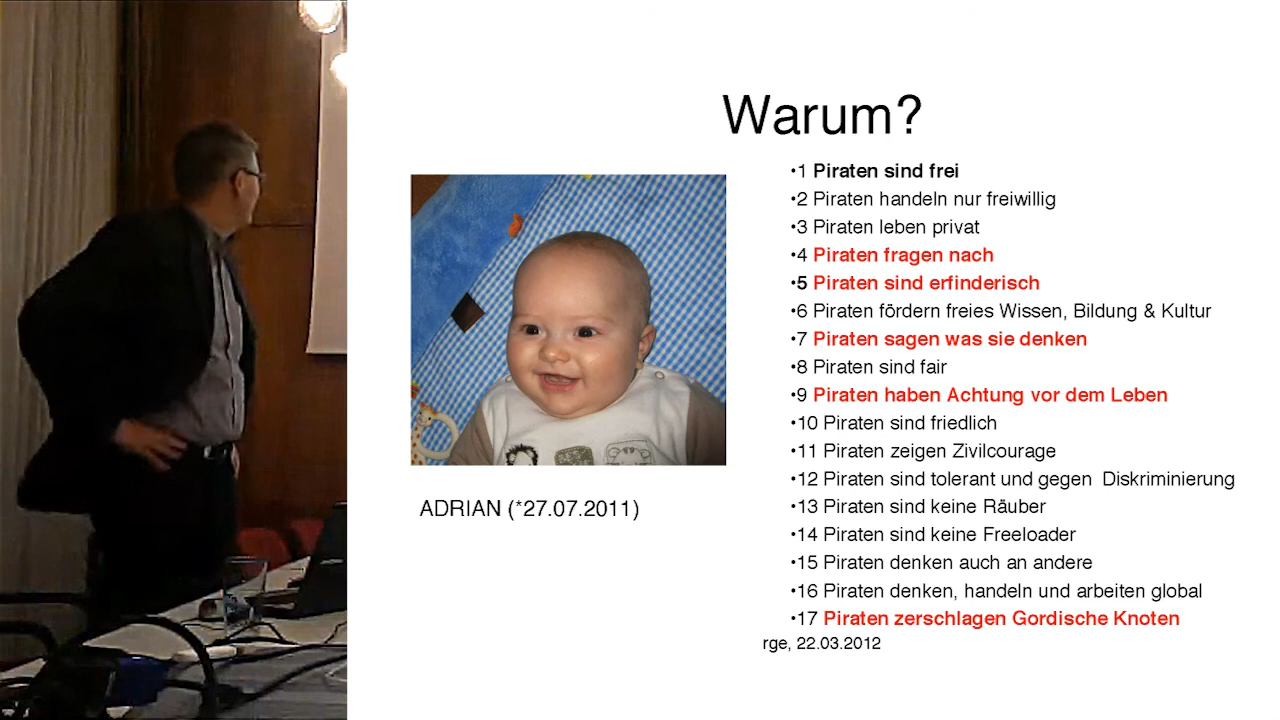 Warum?
•1 Piraten sind frei
•2 Piraten handeln nur freiwillig
•3 Piraten leben privat
•4 Piraten fragen nach
•5 Piraten sind erfinderisch
•6 Piraten fördern freies Wissen, Bildung & Kultur
•7 Piraten sagen was sie denken
•8 Piraten sind fair
•9 Piraten haben Achtung vor dem Leben
•10 Piraten sind friedlich
•11 Piraten zeigen Zivilcourage
•12 Piraten sind tolerant und gegen Diskriminierung
•13 Piraten sind keine Räuber
•14 Piraten sind keine Freeloader
•15 Piraten denken auch an andere
•16 Piraten denken, handeln und arbeiten global
•17 Piraten zerschlagen Gordische Knoten
rge, 22.03.2012
ADRIAN (*27.07.2011)